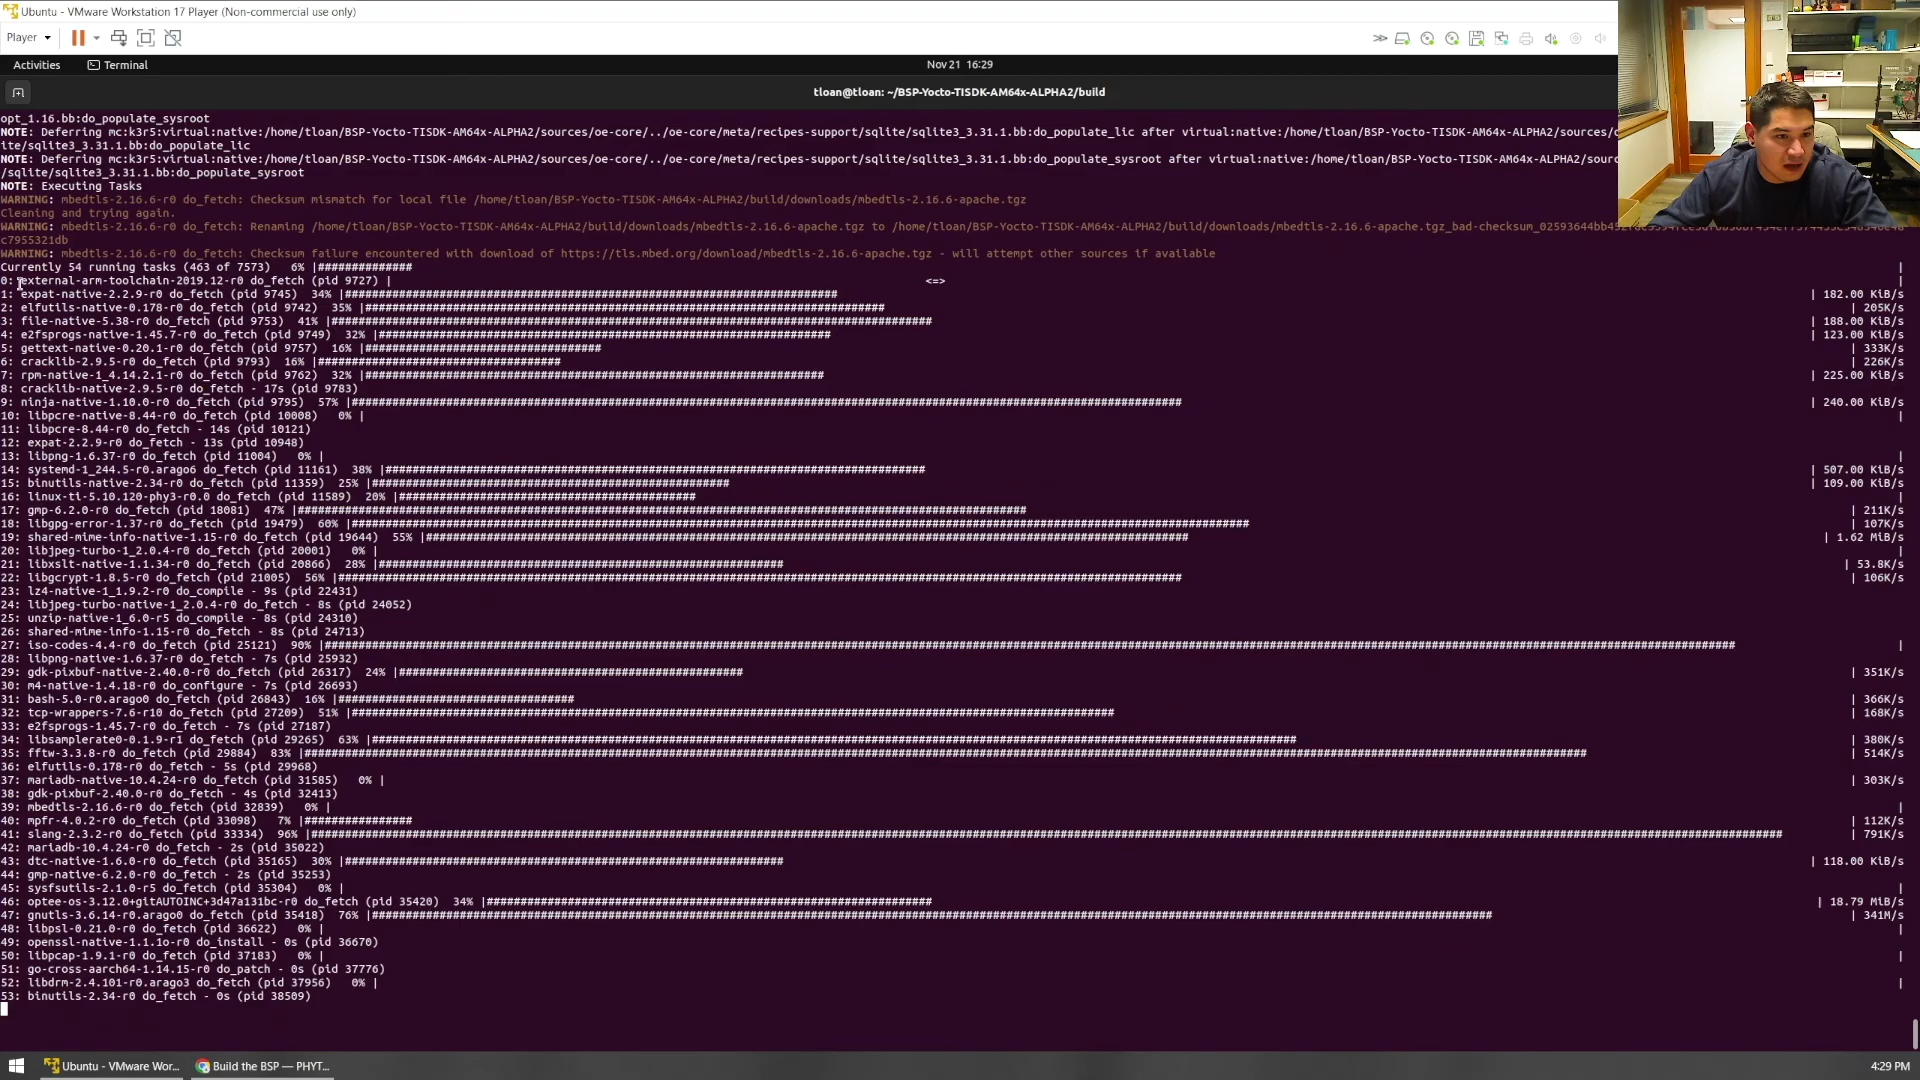 Ubuntu - VMware Workstation 17 Player (Non-commercial use only)
Player
Activities
Terminal
Nov 21 16:29
tloan@tloan: ~/BSP-Yocto-TISDK-AM64x-ALPHA2/build
opt_1.16.bb:do_populate_sysroot
NOTE: Deferring mc:k3r5:virtual:native:/home/tloan/BSP-Yocto-TISDK-AM64x-ALPHA2/sources/oe-core/../oe-core/meta/recipes-support/sqlite/sqlite3_3.31.1.bb:do_populate_lic after virtual:native:/home/tloan/BSP-Yocto-TISDK-AM64x-ALPHA2/sources/
ite/sqlite3_3.31.1.bb:do_populate_lic
NOTE: Deferring mc:k3r5:virtual:native:/home/tloan/BSP-Yocto-TISDK-AM64x-ALPHA2/sources/oe-core/../oe-core/meta/recipes-support/sqlite/sqlite3_3.31.1.bb:do_populate_sysroot after virtual:native:/home/tloan/BSP-Yocto-TISDK-AM64x-ALPHA2/sour
/sqlite/sqlite3_3.31.1.bb:do_populate_sysroot
NOTE: Executing Tasks
WARNING: mbedtls-2.16.6-r0 do_fetch: Checksum mismatch for local file /home/tloan/BSP-Yocto-TISDK-AM64x-ALPHA2/build/downloads/mbedtls-2.16.6-apache.tgz
Cleaning and trying again.
WARNING: mbedtls-2.16.6-r0 do_fetch: Renaming /home/tloan/BSP-Yocto-TISDK-AM64x-ALPHA2/build/downloads/mbedtls-2.16.6-apache.tgz to
c7955321db
WARNING: mbedtls-2.16.6-r0 do_fetch: Checksum failure encountered with download of https://tls.mbed.org/download/mbedtls-2.16.6-apache.tgz - will attempt other sources if available
Currently 54 running tasks (463 of 7573) 6% |##############
0: external-arm-toolchain-2019.12-r0 do_fetch (pid 9727) | <=> |
1: expat-native-2.2.9-r0 do_fetch (pid 9745) 34% | 182.00 KiB/s
2: elfutils-native-0.178-r0 do_fetch (pid 9742) 35% | 205K/s
3: file-native-5.38-r0 do_fetch (pid 9753) 41% | 188.00 KiB/s
4: e2fsprogs-native-1.45.7-r0 do_fetch (pid 9749) 32% | 123.00 KiB/s
5: gettext-native-0.20.1-r0 do_fetch (pid 9757) 16% | 333K/s
6: cracklib-2.9.5-r0 do_fetch (pid 9793) 16% | 226K/s
7: rpm-native-1_4.14.2.1-r0 do_fetch (pid 9762) 32% | 225.00 KiB/s
8: cracklib-native-2.9.5-r0 do_fetch - 17s (pid 9783)
9: ninja-native-1.10.0-r0 do_fetch (pid 9795) 57% | 240.00 KiB/s
10: libpcre-native-8.44-r0 do_fetch (pid 10008) 0% |
11: libpcre-8.44-r0 do_fetch - 14s (pid 10121)
12: expat-2.2.9-r0 do_fetch - 13s (pid 10948)
13: libpng-1.6.37-r0 do_fetch (pid 11004) 0% |
14: systemd-1_244.5-r0.arago6 do_fetch (pid 11161) 38% | 507.00 KiB/s
15: binutils-native-2.34-r0 do_fetch (pid 11359) 25% | 109.00 KiB/s
16: linux-ti-5.10.120-phy3-r0.0 do_fetch (pid 11589) 20% |
17: gmp-6.2.0-r0 do_fetch (pid 18081) 47% | 211K/s
18: libgpg-error-1.37-r0 do_fetch (pid 19479) 60% | 107K/s
19: shared-mime-info-native-1.15-r0 do_fetch (pid 19644) 55% | 1.62 MiB/s
20: libjpeg-turbo-1_2.0.4-r0 do_fetch (pid 20001) 0% |
21: libxslt-native-1.1.34-r0 do_fetch (pid 20866) 28% | 53.8K/s
22: libgcrypt-1.8.5-r0 do_fetch (pid 21005) 56% | 106K/s
23: lz4-native-1_1.9.2-r0 do_compile - 9s (pid 22431)
24: libjpeg-turbo-native-1_2.0.4-r0 do_fetch - 8s (pid 24052)
25: unzip-native-1_6.0-r5 do_compile - 8s (pid 24310)
26: shared-mime-info-1.15-r0 do_fetch - 8s (pid 24713)
27: iso-codes-4.4-r0 do_fetch (pid 25121) 90% |
28: libpng-native-1.6.37-r0 do_fetch - 7s (pid 25932)
29: gdk-pixbuf-native-2.40.0-r0 do_fetch (pid 26317) 24% | 351K/s
30: m4-native-1.4.18-r0 do_configure - 7s (pid 26693)
31: bash-5.0-r0.arago0 do_fetch (pid 26843) 16% | 366K/s
32: tcp-wrappers-7.6-r10 do_fetch (pid 27209) 51% | 168K/s
33: e2fsprogs-1.45.7-r0 do_fetch - 7s (pid 27187)
34: libsamplerate0-0.1.9-r1 do_fetch (pid 29265) 63% | 380K/s
35: fftw-3.3.8-r0 do_fetch (pid 29884) 83% | 514K/s
36: elfutils-0.178-r0 do_fetch - 5s (pid 29968)
37: mariadb-native-10.4.24-r0 do_fetch (pid 31585) 0% | 303K/s
38: gdk-pixbuf-2.40.0-r0 do_fetch - 4s (pid 32413)
39: mbedtls-2.16.6-r0 do_fetch (pid 32839) 0% |
40: mpfr-4.0.2-r0 do_fetch (pid 33098) 7% | 112K/s
41: slang-2.3.2-r0 do_fetch (pid 33334) 96% | 791K/s
42: mariadb-10.4.24-r0 do_fetch - 2s (pid 35022)
43: dtc-native-1.6.0-r0 do_fetch (pid 35165) 30% | 118.00 KiB/s
44: gmp-native-6.2.0-r0 do_fetch - 2s (pid 35253)
45: sysfsutils-2.1.0-r5 do_fetch (pid 35304) 0% |
46: optee-os-3.12.0+gitAUTOINC+3d47a131bc-r0 do_fetch (pid 35420) 34% | 18.79 MiB/s
47: gnutls-3.6.14-r0.arago0 do_fetch (pid 35418) 76% | 341M/s
48: libpsl-0.21.0-r0 do_fetch (pid 36622) 0% |
49: openssl-native-1.1.1o-r0 do_install - 0s (pid 36670)
50: libpcap-1.9.1-r0 do_fetch (pid 37183) 0% |
51: go-cross-aarch64-1.14.15-r0 do_patch - 0s (pid 37776)
52: libdrm-2.4.101-r0.arago3 do_fetch (pid 37956) 0% |
53: binutils-2.34-r0 do_fetch - 0s (pid 38509)
Ubuntu - VMware Wor...
Build the BSP — PHYT...
4:29 PM